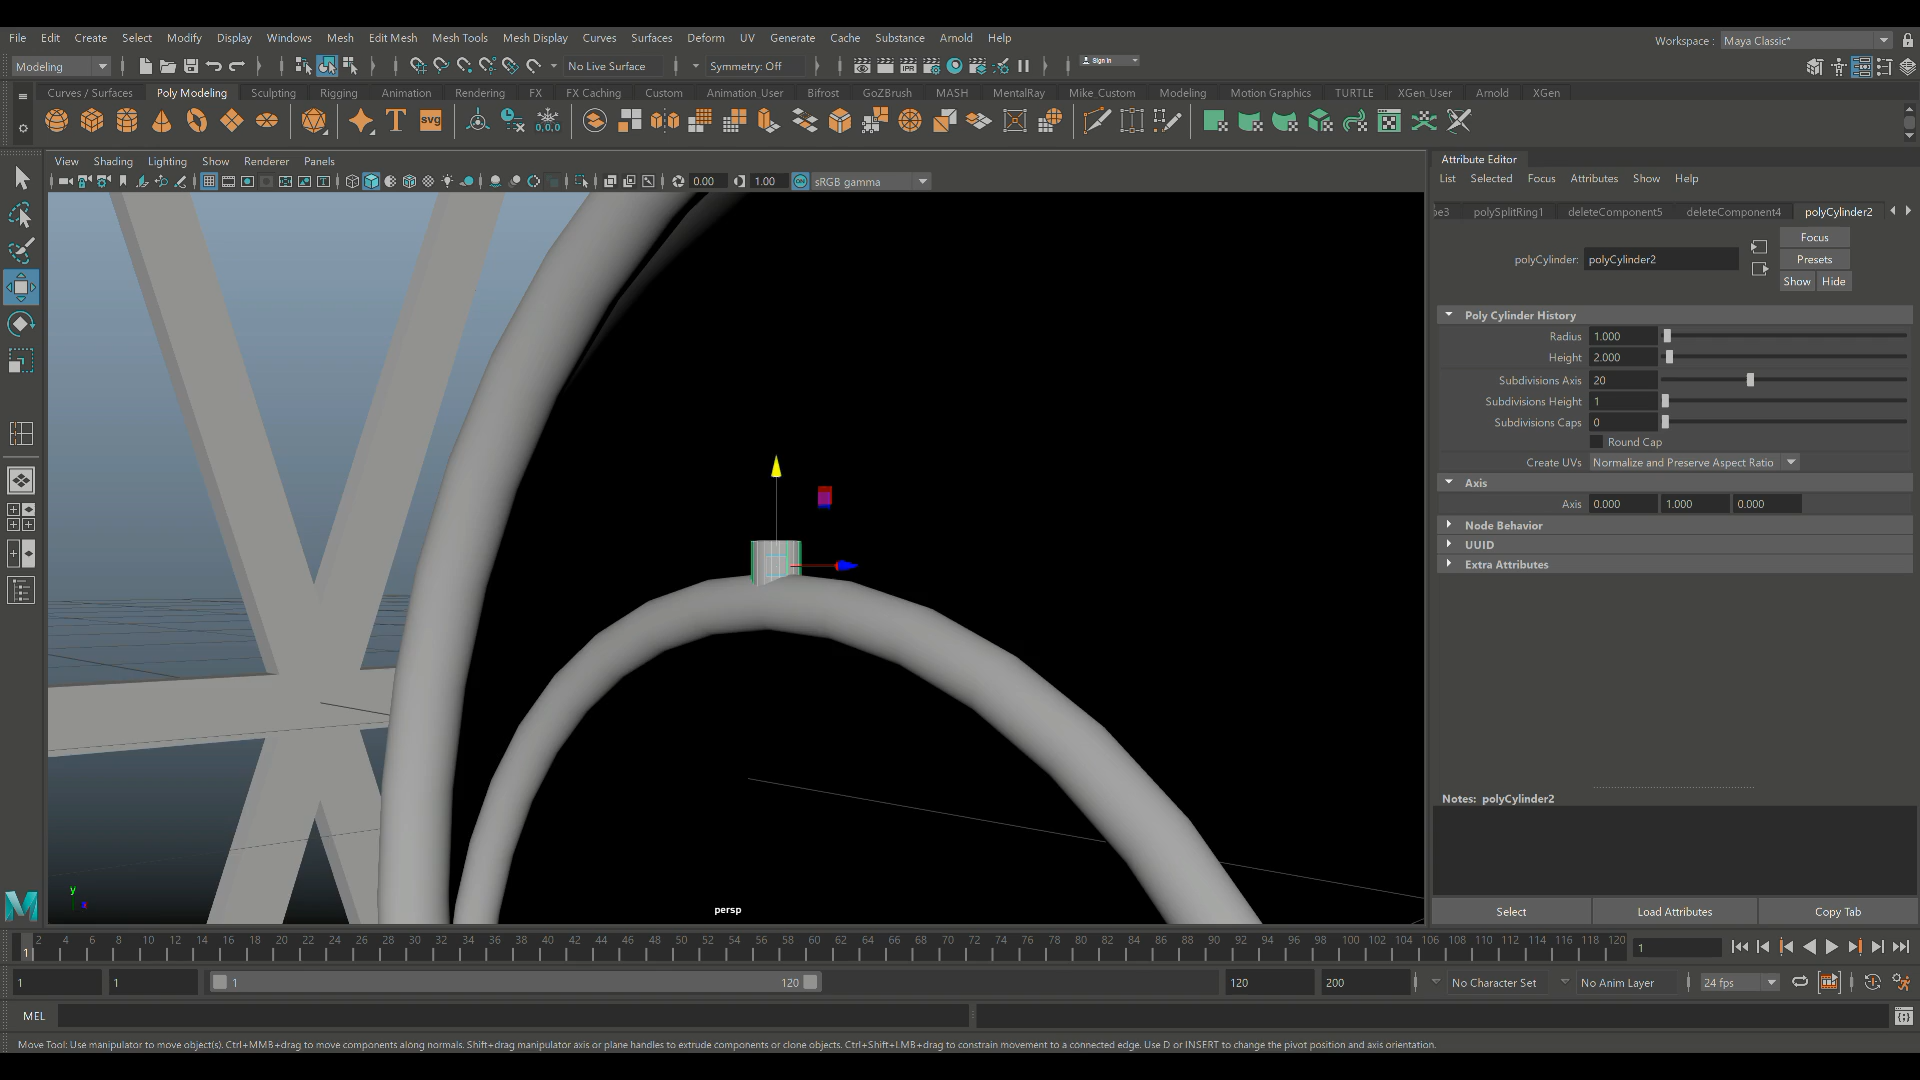 File Edit Create Select Modify Display Windows Mesh Edit Mesh Mesh Tools Mesh Display Curves Surfaces Deform UV Generate Cache Substance Arnold Help
Workspace : Maya Classic*
Modeling No Live Surface Symmetry: Off Sign In
Curves / Surfaces Poly Modeling Sculpting Rigging Animation Rendering FX FX Caching Custom Animation_User Bifrost GoZBrush MASH MentalRay Mike_Custom Modeling Motion Graphics TURTLE XGen_User Arnold XGen
T svg 0,0,0
View Shading Lighting Show Renderer Panels
0.00 1.00 ON sRGB gamma
Attribute Editor
List Selected Focus Attributes Show Help
be3 polySplitRing1 deleteComponent5 deleteComponent4 polyCylinder2
Focus
polyCylinder: polyCylinder2 Presets
Show Hide
Poly Cylinder History
Radius 1.000
Height 2.000
Subdivisions Axis 20
Subdivisions Height 1
Subdivisions Caps 0
Round Cap
Create UVs Normalize and Preserve Aspect Ratio
Axis
Axis 0.000 1.000 0.000
Node Behavior
UUID
Extra Attributes
Notes: polyCylinder2
y
x
persp
Select Load Attributes Copy Tab
2 4 6 8 10 12 14 16 18 20 22 24 26 28 30 32 34 36 38 40 42 44 46 48 50 52 54 56 58 60 62 64 66 68 70 72 74 76 78 80 82 84 86 88 90 92 94 96 98 100 102 104 106 108 110 112 114 116 118 120
1 1
1 1 1 120 120 200 No Character Set No Anim Layer 24 fps
MEL
Move Tool: Use manipulator to move object(s). Ctrl+MMB+drag to move components along normals. Shift+drag manipulator axis or plane handles to extrude components or clone objects. Ctrl+Shift+LMB+drag to constrain movement to a connected edge. Use D or INSERT to change the pivot position and axis orientation.